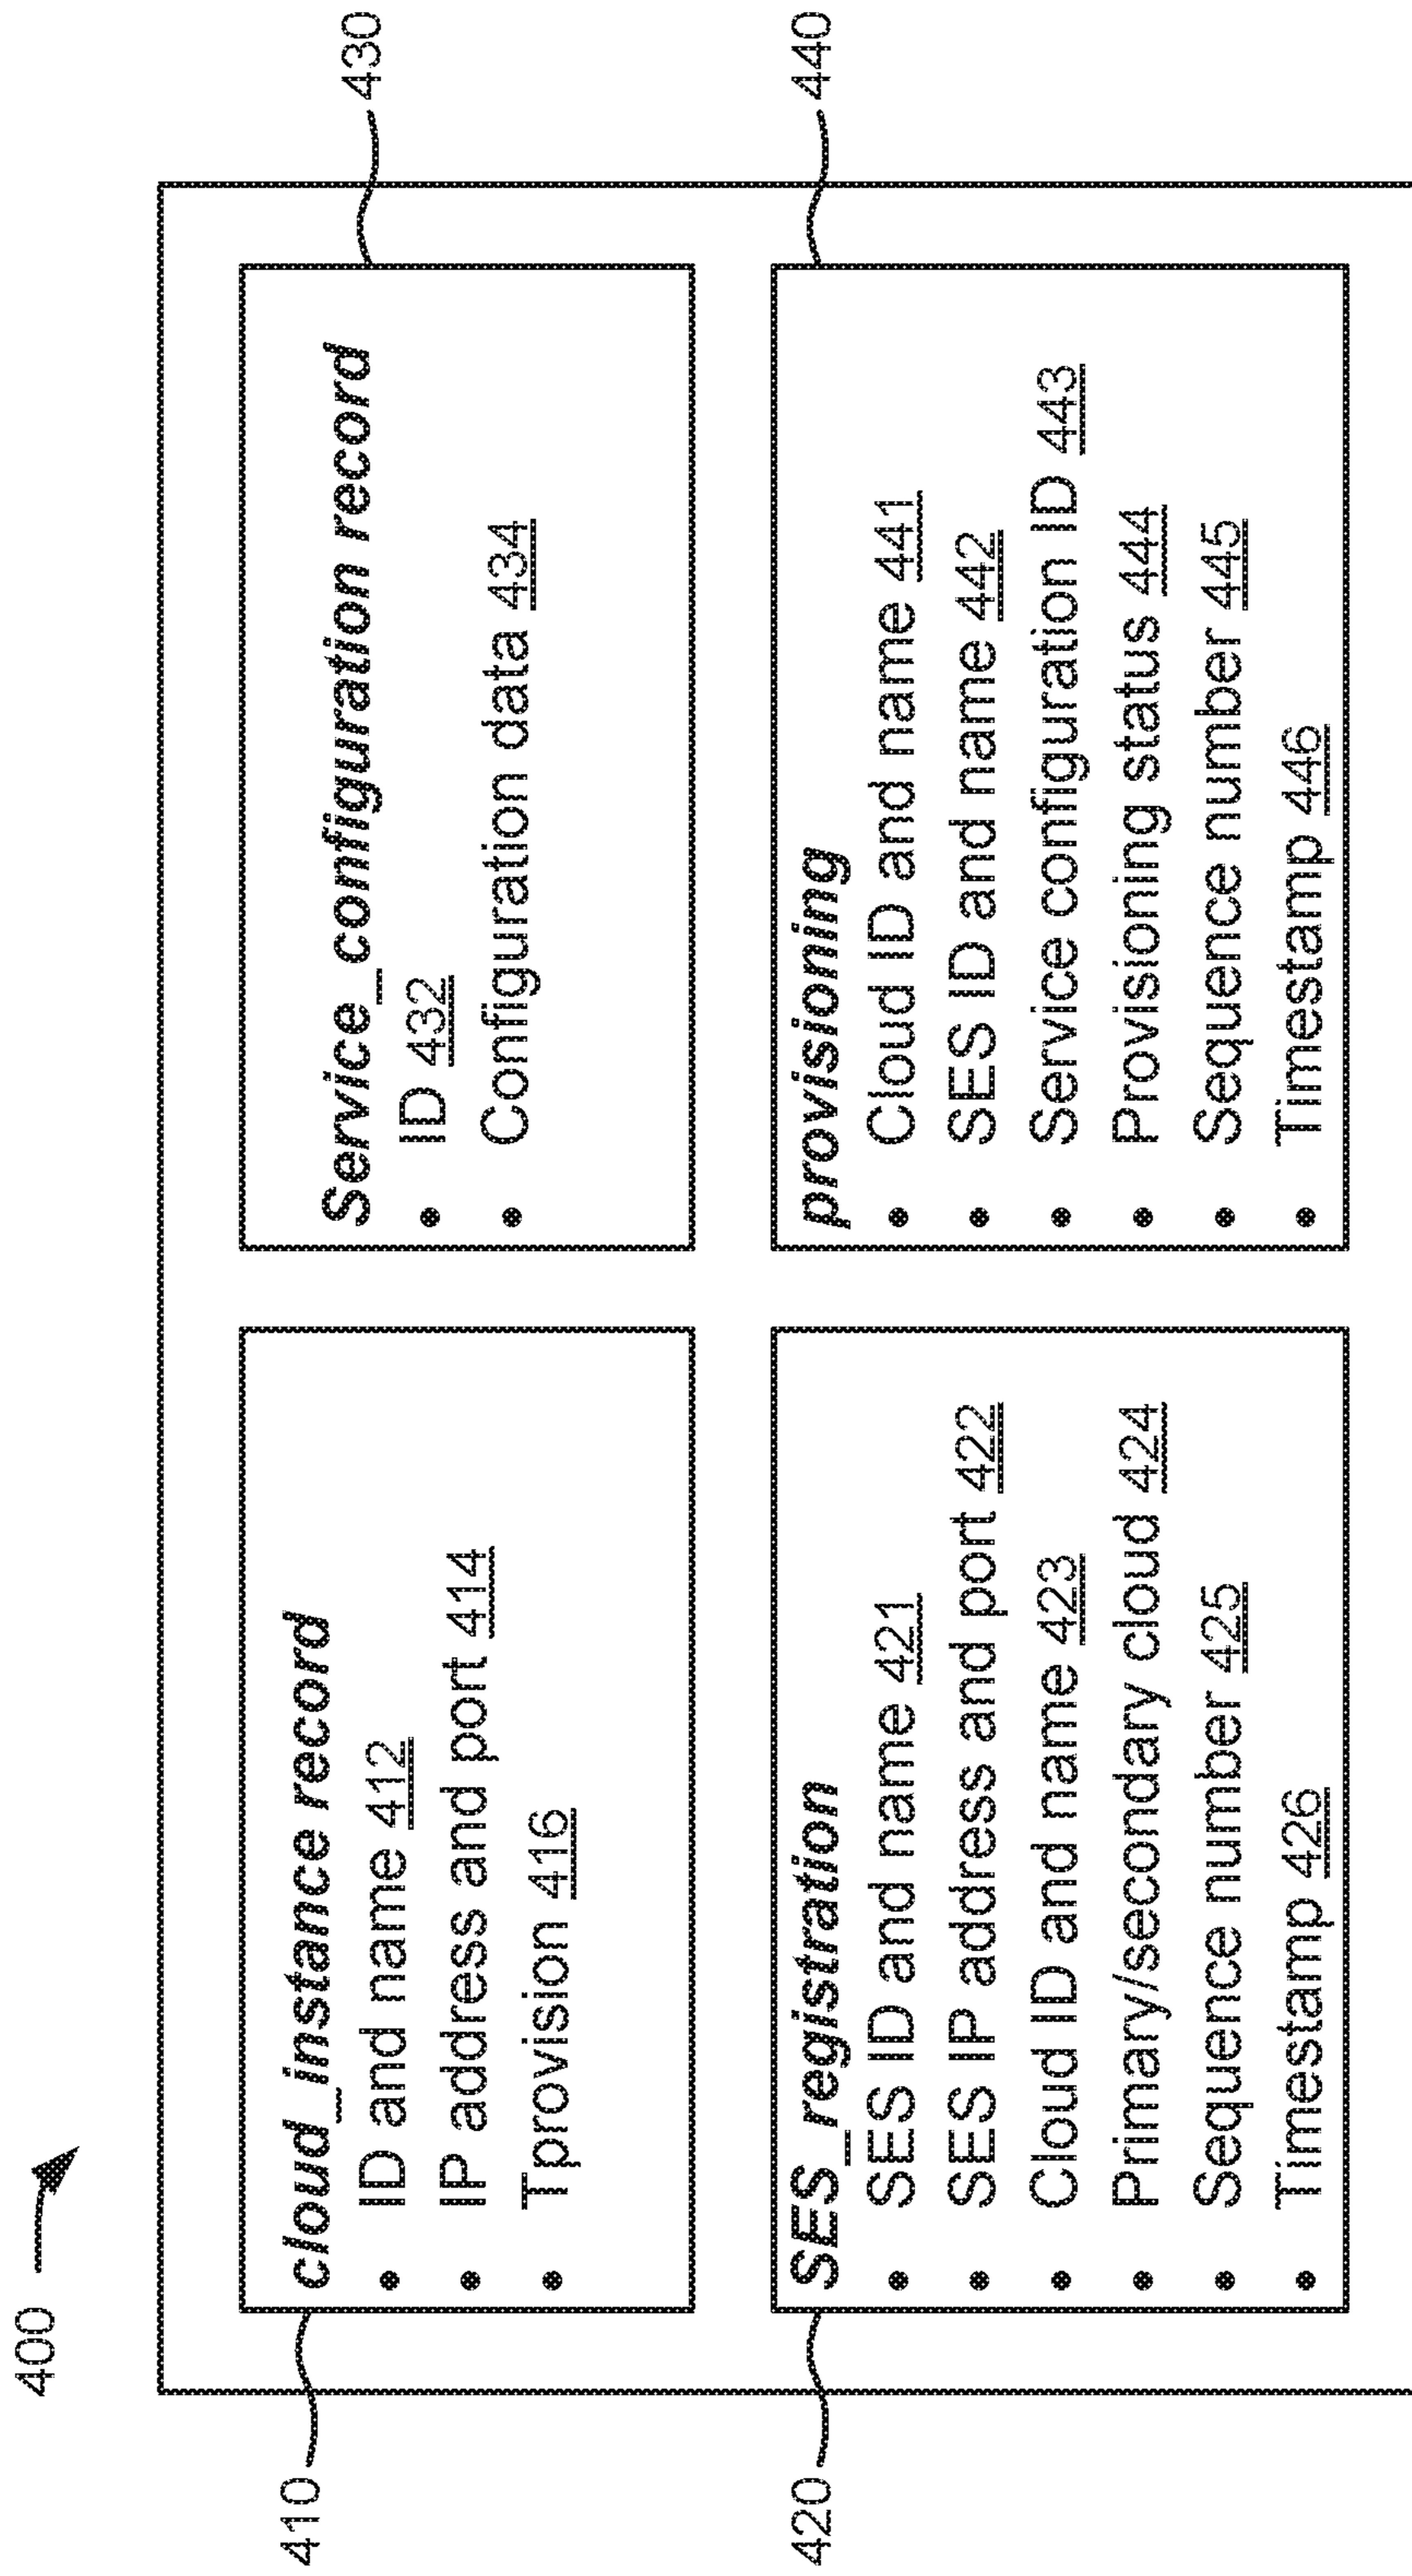 400
410
cloud_instance record
• ID and name 412
• IP address and port 414
• Tprovision 416
430
Service_configuration record
• ID 432
• Configuration data 434
420
SES_registration
• SES ID and name 421
• SES IP address and port 422
• Cloud ID and name 423
• Primary/secondary cloud 424
• Sequence number 425
• Timestamp 426
440
provisioning
• Cloud ID and name 441
• SES ID and name 442
• Service configuration ID 443
• Provisioning status 444
• Sequence number 445
• Timestamp 446